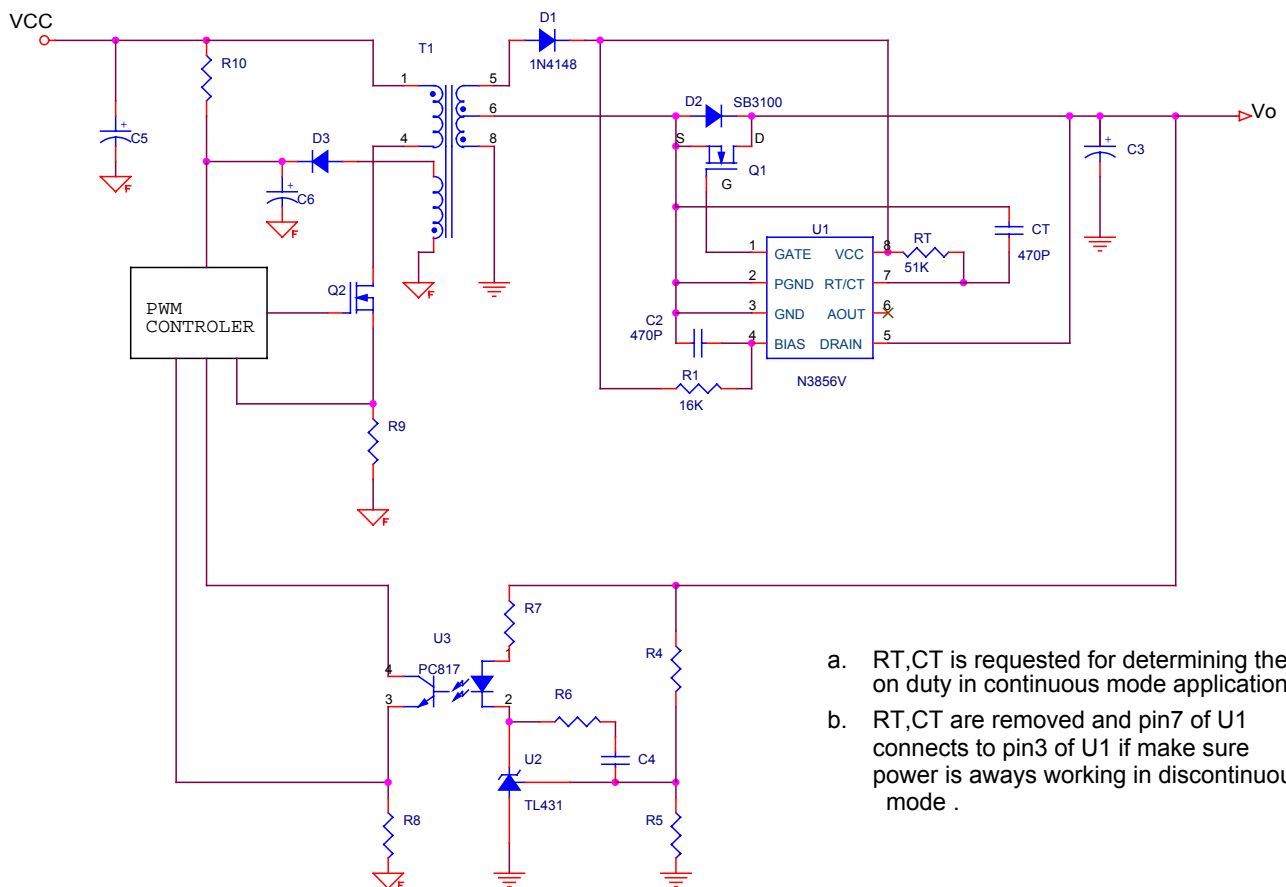 VCC
D1
1N4148
T1
R10
1
5
D2
SB3100
6
Vo
C5
D3
4
8
S
D
Q1
G
C3
C6
F
F
F
U1
CT
470P
RT
51K
1
GATE
VCC
8
2
PGND
RT/CT
7
3
GND
AOUT
6
4
BIAS
DRAIN
5
N3856V
Q2
PWM
CONTROLER
C2
470P
R1
16K
R9
F
R7
U3
PC817
4
3
1
2
R4
R6
C4
U2
TL431
R8
R5
F
a. RT,CT is requested for determining the
on duty in continuous mode application
b. RT,CT are removed and pin7 of U1
connects to pin3 of U1 if make sure
power is aways working in discontinuou
mode .